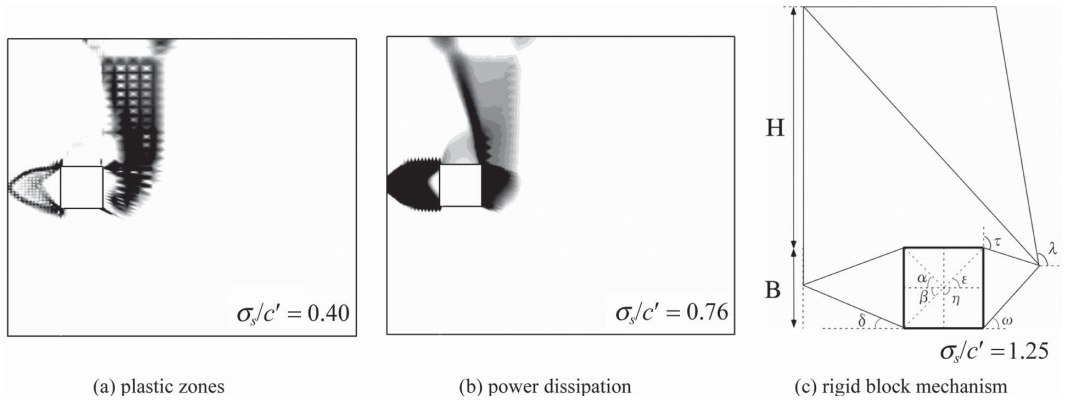 σₛ/c′ = 0.40
(a) plastic zones
σₛ/c′ = 0.76
(b) power dissipation
H
B
τ
λ
α
ε
β
η
δ
ω
σₛ/c′ = 1.25
(c) rigid block mechanism